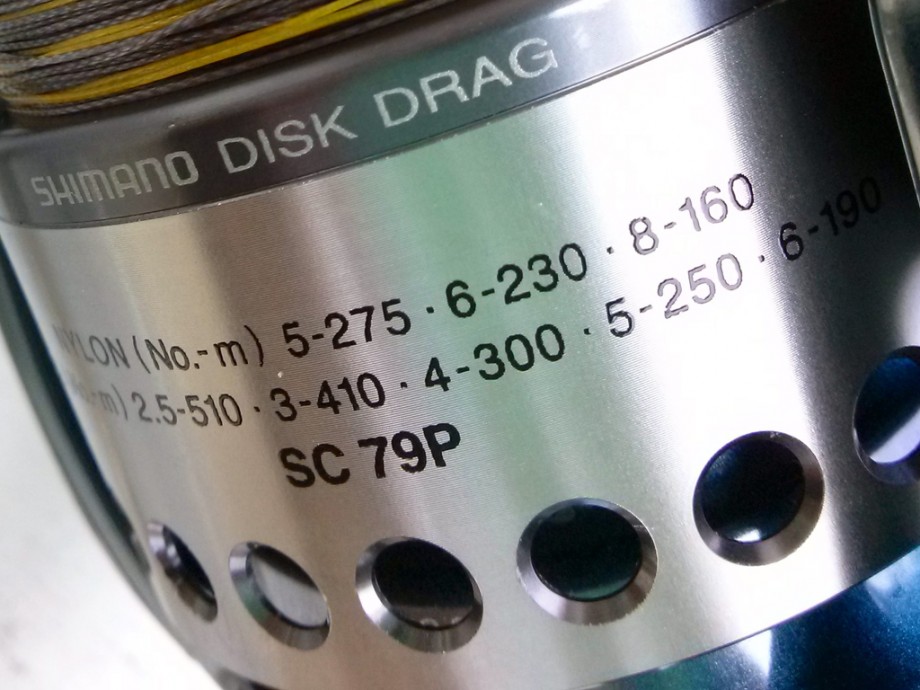 SHIMANO DISK DRAG
NYLON (No.-m) 5-275 · 6-230 · 8-160
-m) 2.5-510 · 3-410 · 4-300 · 5-250 · 6-190
SC 79P